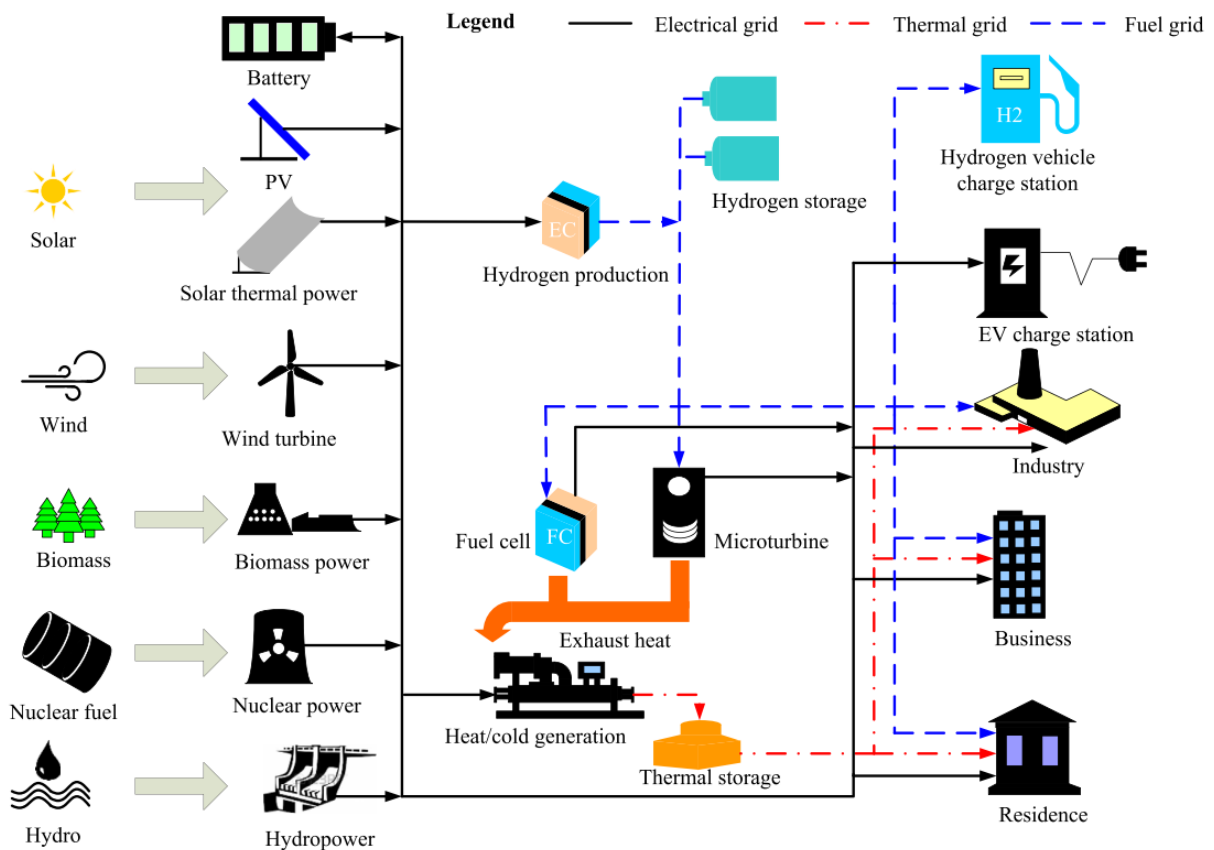 Legend
Electrical grid
Thermal grid
Fuel grid
Battery
PV
Solar
Solar thermal power
EC
Hydrogen production
Hydrogen storage
H2
Hydrogen vehicle
charge station
EV charge station
Wind
Wind turbine
Industry
Biomass
Biomass power
Fuel cell
FC
Microturbine
Exhaust heat
Business
Nuclear fuel
Nuclear power
Heat/cold generation
Thermal storage
Residence
Hydro
Hydropower